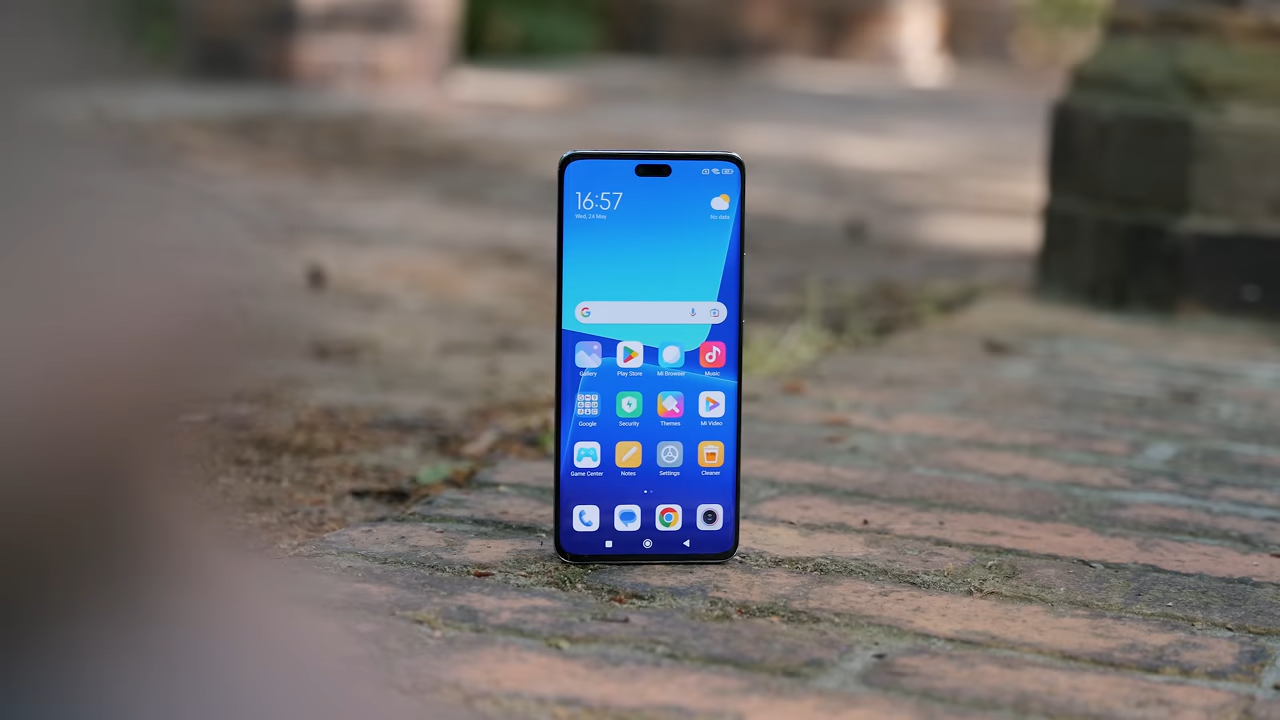 16:57
Wed, 24 May
No data
Gallery Play Store Mi Browser Music
Google Security Themes Mi Video
Game Center Notes Settings Cleaner